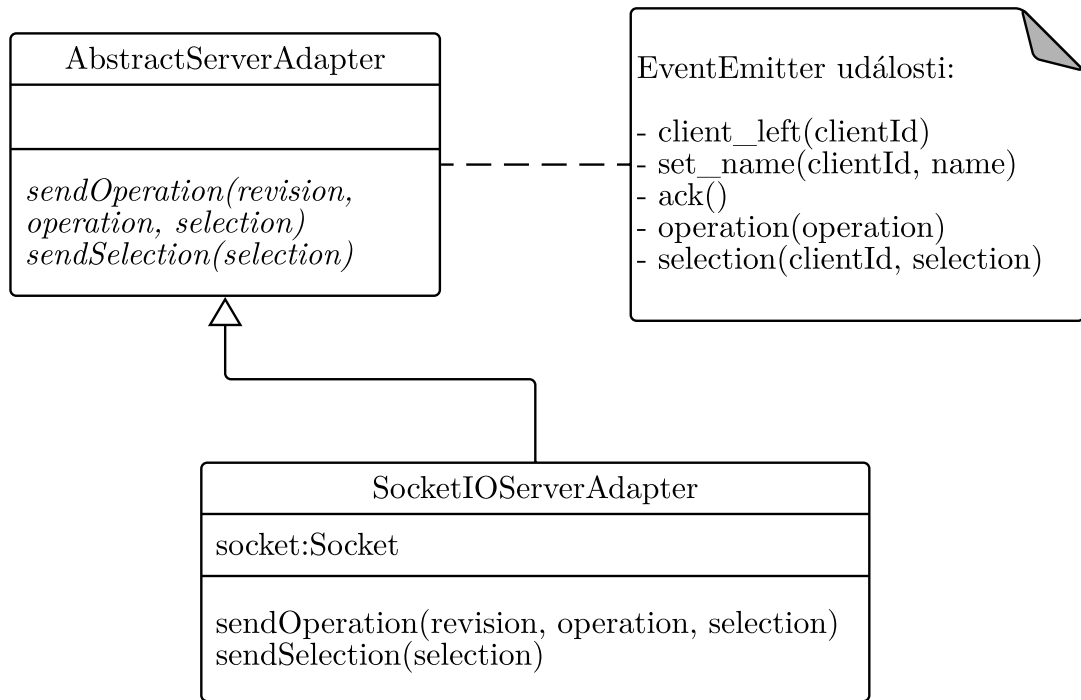 AbstractServerAdapter
sendOperation(revision,
operation, selection)
sendSelection(selection)
EventEmitter události:
- client_left(clientId)
- set_name(clientId, name)
- ack()
- operation(operation)
- selection(clientId, selection)
SocketIOServerAdapter
socket:Socket
sendOperation(revision, operation, selection)
sendSelection(selection)